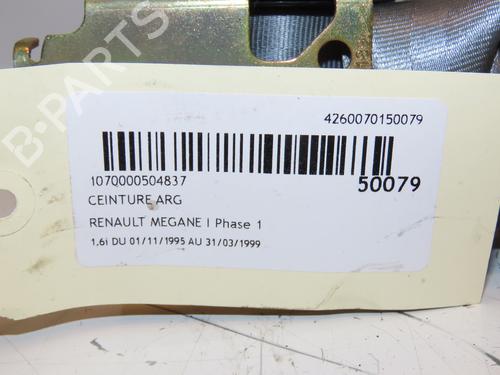 B-PARTS
4260070150079
1070000504837
50079
CEINTURE ARG
RENAULT MEGANE I Phase 1
1.6i DU 01/11/1995 AU 31/03/1999